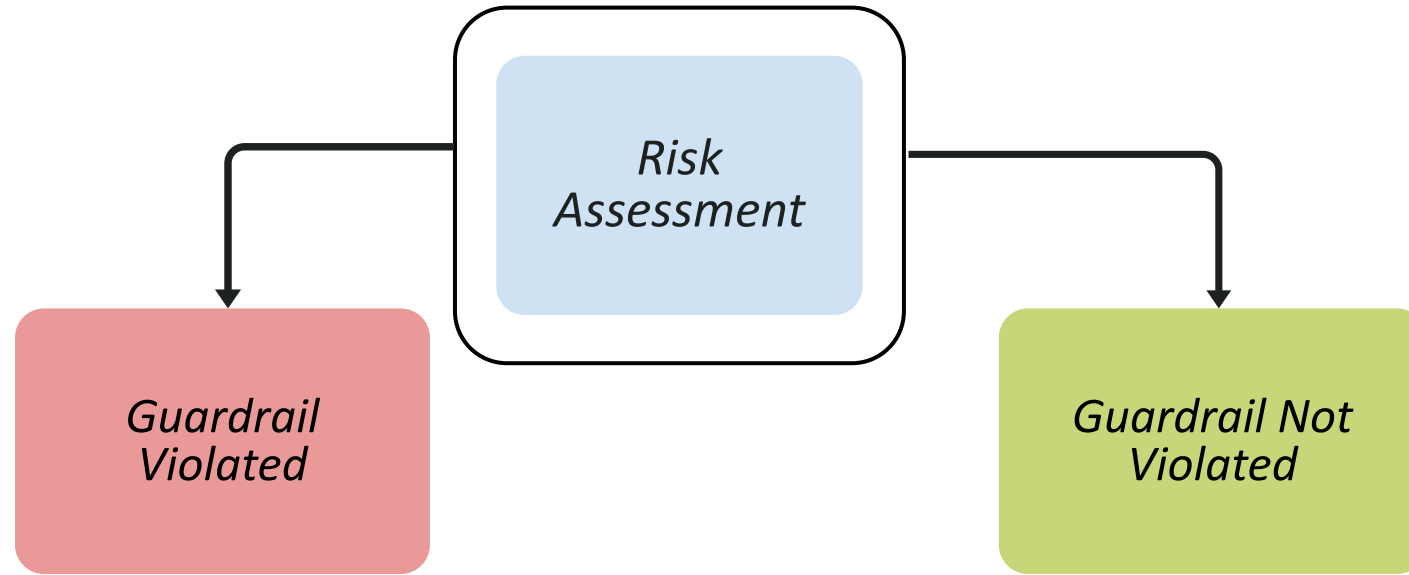 Risk
Assessment
Guardrail
Violated
Guardrail Not
Violated